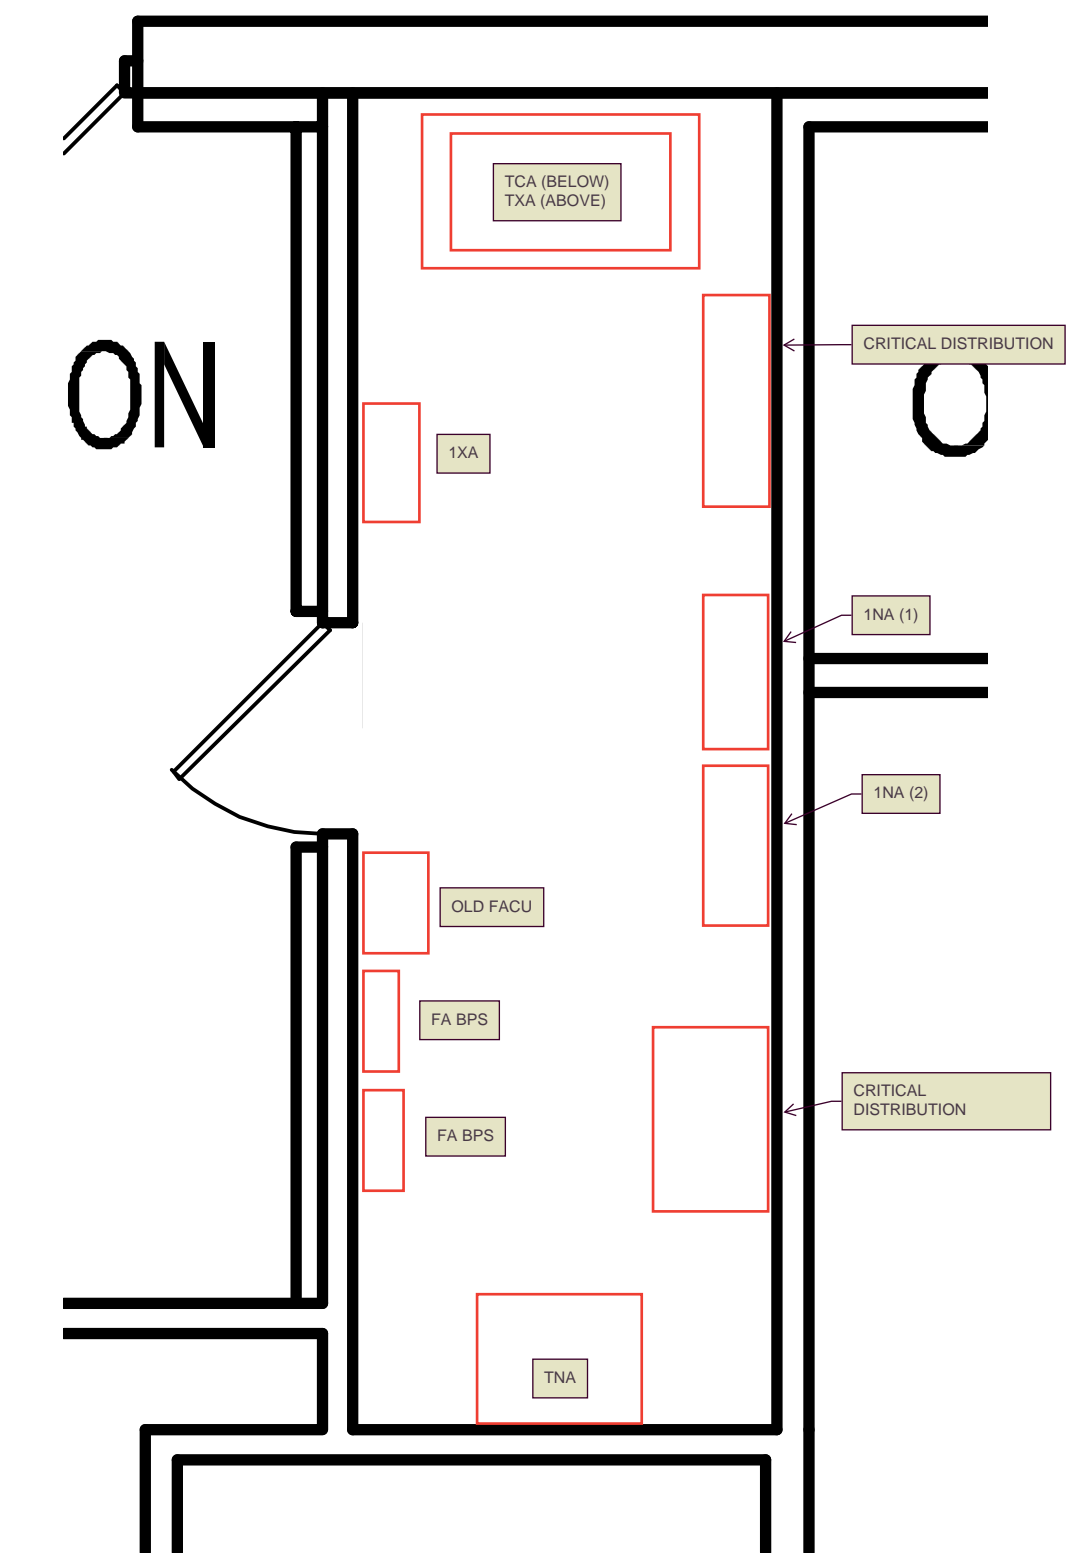 TCA (BELOW)
TXA (ABOVE)
CRITICAL DISTRIBUTION
ON
1XA
1NA (1)
1NA (2)
OLD FACU
FA BPS
CRITICAL
DISTRIBUTION
FA BPS
TNA